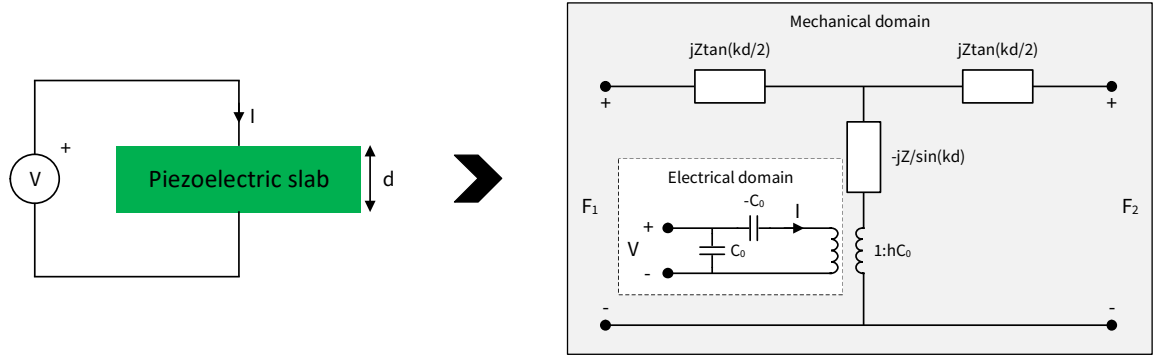 V
+
I
Piezoelectric slab
d
Mechanical domain
jZtan(kd/2)
jZtan(kd/2)
+
+
-jZ/sin(kd)
Electrical domain
-C₀
I
+
V
C₀
-
1:hC₀
F₁
F₂
-
-